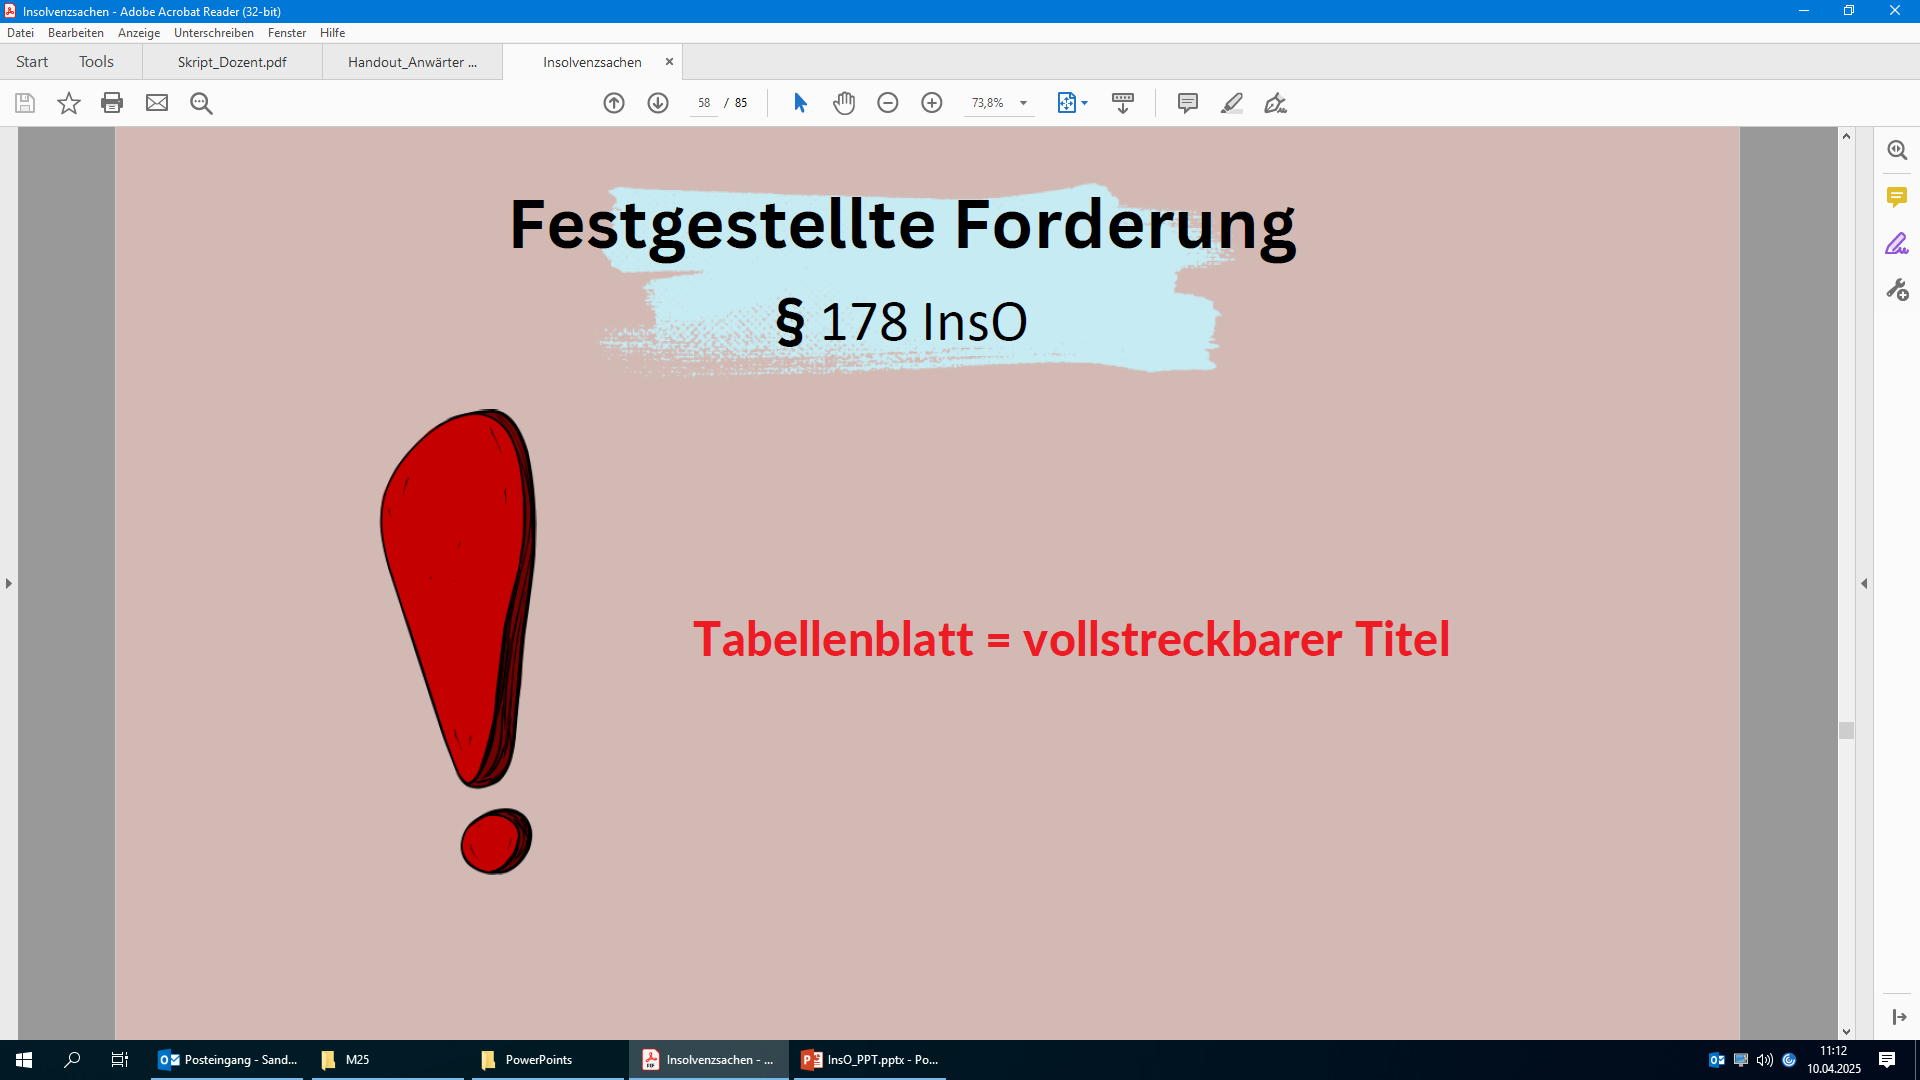 Insolvenzsachen - Adobe Acrobat Reader (32-bit)
Datei Bearbeiten Anzeige Unterschreiben Fenster Hilfe
Start Tools Skript_Dozent.pdf Handout_Anwärter ... Insolvenzsachen ×
58 / 85 73,8%
Festgestellte Forderung
§ 178 InsO
Tabellenblatt = vollstreckbarer Titel
Posteingang - Sand... M25 PowerPoints Insolvenzsachen - ... InsO_PPT.pptx - Po...
11:12
10.04.2025